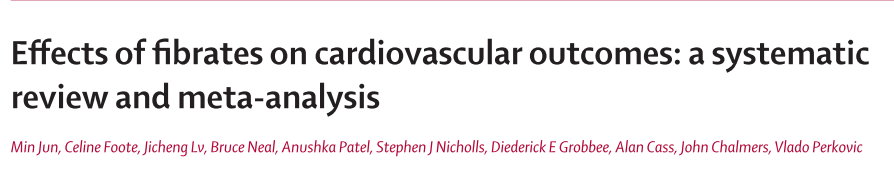 Effects of fibrates on cardiovascular outcomes: a systematic
review and meta-analysis
Min Jun, Celine Foote, Jicheng Lv, Bruce Neal, Anushka Patel, Stephen J Nicholls, Diederick E Grobbee, Alan Cass, John Chalmers, Vlado Perkovic